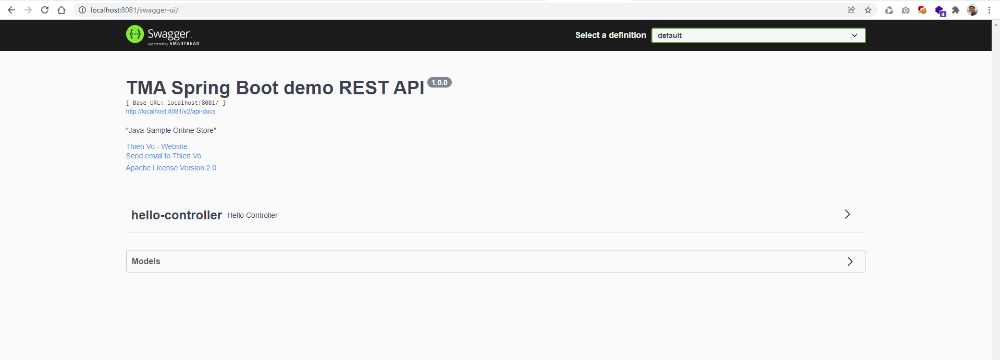 localhost:8081/swagger-ui/
4
Swagger
Supported by SMARTBEAR
Select a definition
default
TMA Spring Boot demo REST API 1.0.0
[ Base URL: localhost:8081/ ]
http://localhost:8081/v2/api-docs
"Java-Sample Online Store"
Thien Vo - Website
Send email to Thien Vo
Apache License Version 2.0
hello-controller Hello Controller
Models